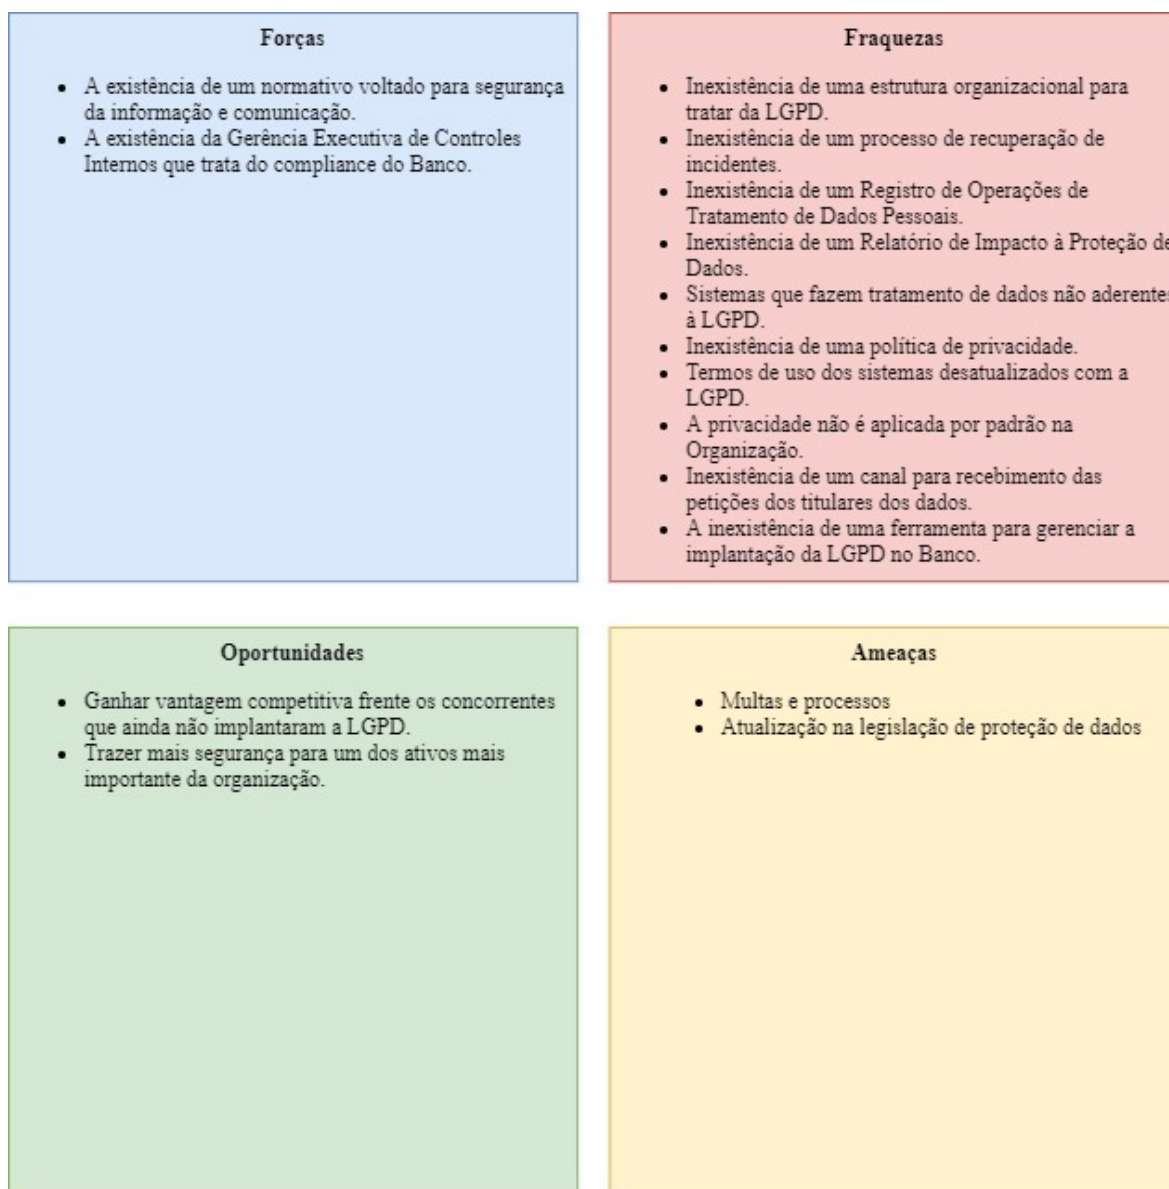 Forças
• A existência de um normativo voltado para segurança
da informação e comunicação.
• A existência da Gerência Executiva de Controles
Internos que trata do compliance do Banco.
Fraquezas
• Inexistência de uma estrutura organizacional para
tratar da LGPD.
• Inexistência de um processo de recuperação de
incidentes.
• Inexistência de um Registro de Operações de
Tratamento de Dados Pessoais.
• Inexistência de um Relatório de Impacto à Proteção de
Dados.
• Sistemas que fazem tratamento de dados não aderentes
à LGPD.
• Inexistência de uma política de privacidade.
• Termos de uso dos sistemas desatualizados com a
LGPD.
• A privacidade não é aplicada por padrão na
Organização.
• Inexistência de um canal para recebimento das
petições dos titulares dos dados.
• A inexistência de uma ferramenta para gerenciar a
implantação da LGPD no Banco.
Oportunidades
• Ganhar vantagem competitiva frente os concorrentes
que ainda não implantaram a LGPD.
• Trazer mais segurança para um dos ativos mais
importante da organização.
Ameaças
• Multas e processos
• Atualização na legislação de proteção de dados